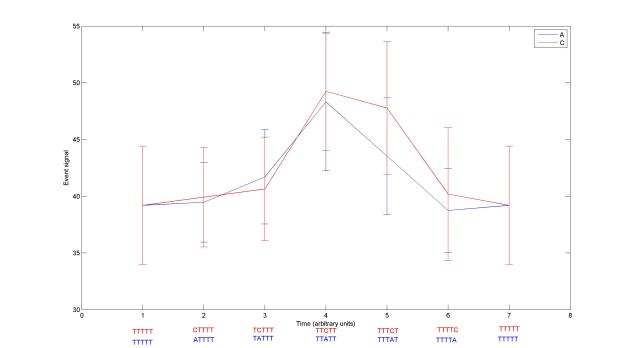 55
A
C
50
45
Event signal
40
35
30
0 1 2 3 4 5 6 7 8
Time (arbitrary units)
TTTTT CTTTT TCTTT TTCTT TTTCT TTTTC TTTTT
TTTTT ATTTT TATTT TTATT TTTAT TTTTA TTTTT